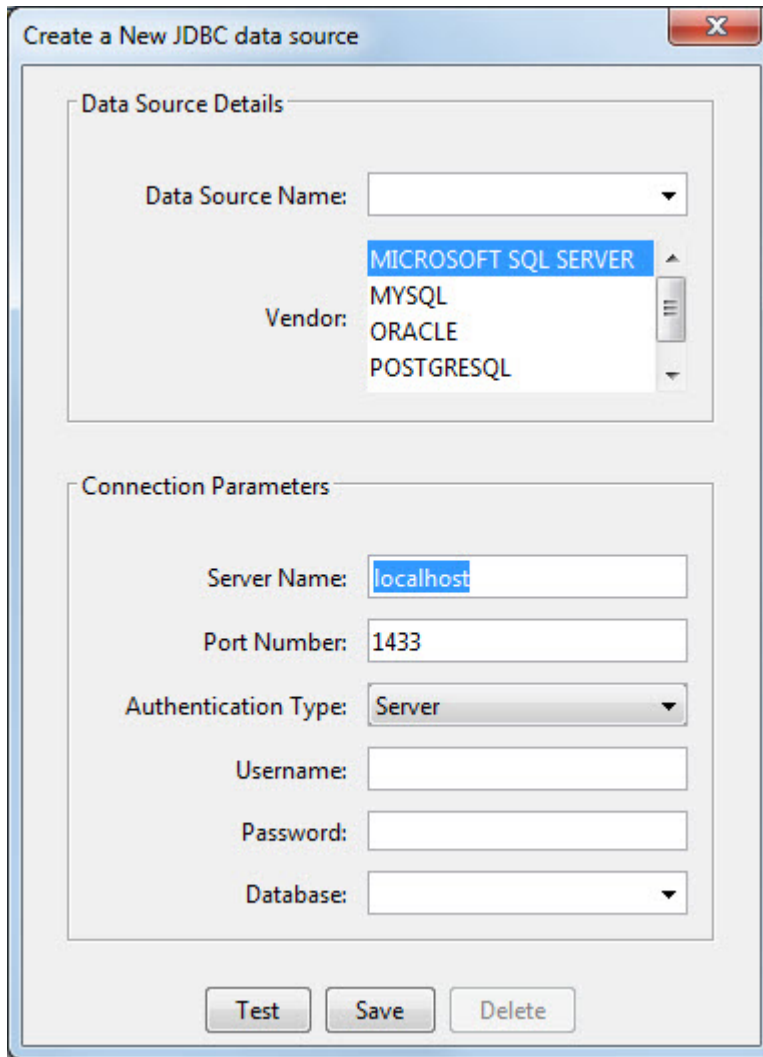 Create a New JDBC data source
Data Source Details
Data Source Name:
Vendor:
MICROSOFT SQL SERVER
MYSQL
ORACLE
POSTGRESQL
Connection Parameters
Server Name: localhost
Port Number: 1433
Authentication Type: Server
Username:
Password:
Database:
Test Save Delete